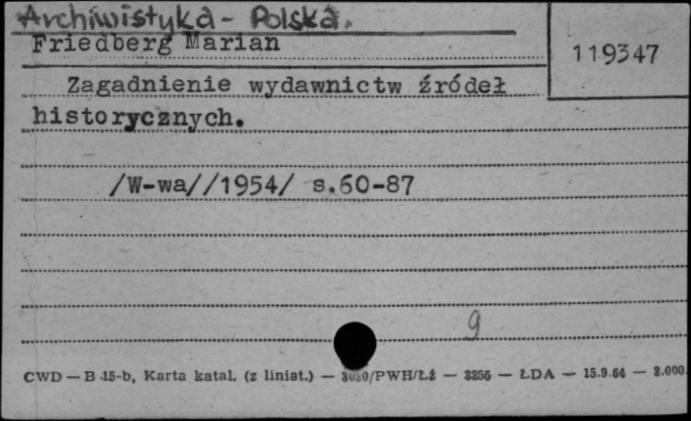 Archiwistyka - Polska.
Friedberg Marian
119347
Zagadnienie wydawnictw źródeł
historycznych.
/W-wa//1954/ s.60-87
9
CWD — B 15-b, Karta katal. (z liniat.) — /PWH/Łź — 3256 — ŁDA — 15.9.64 — 2.000